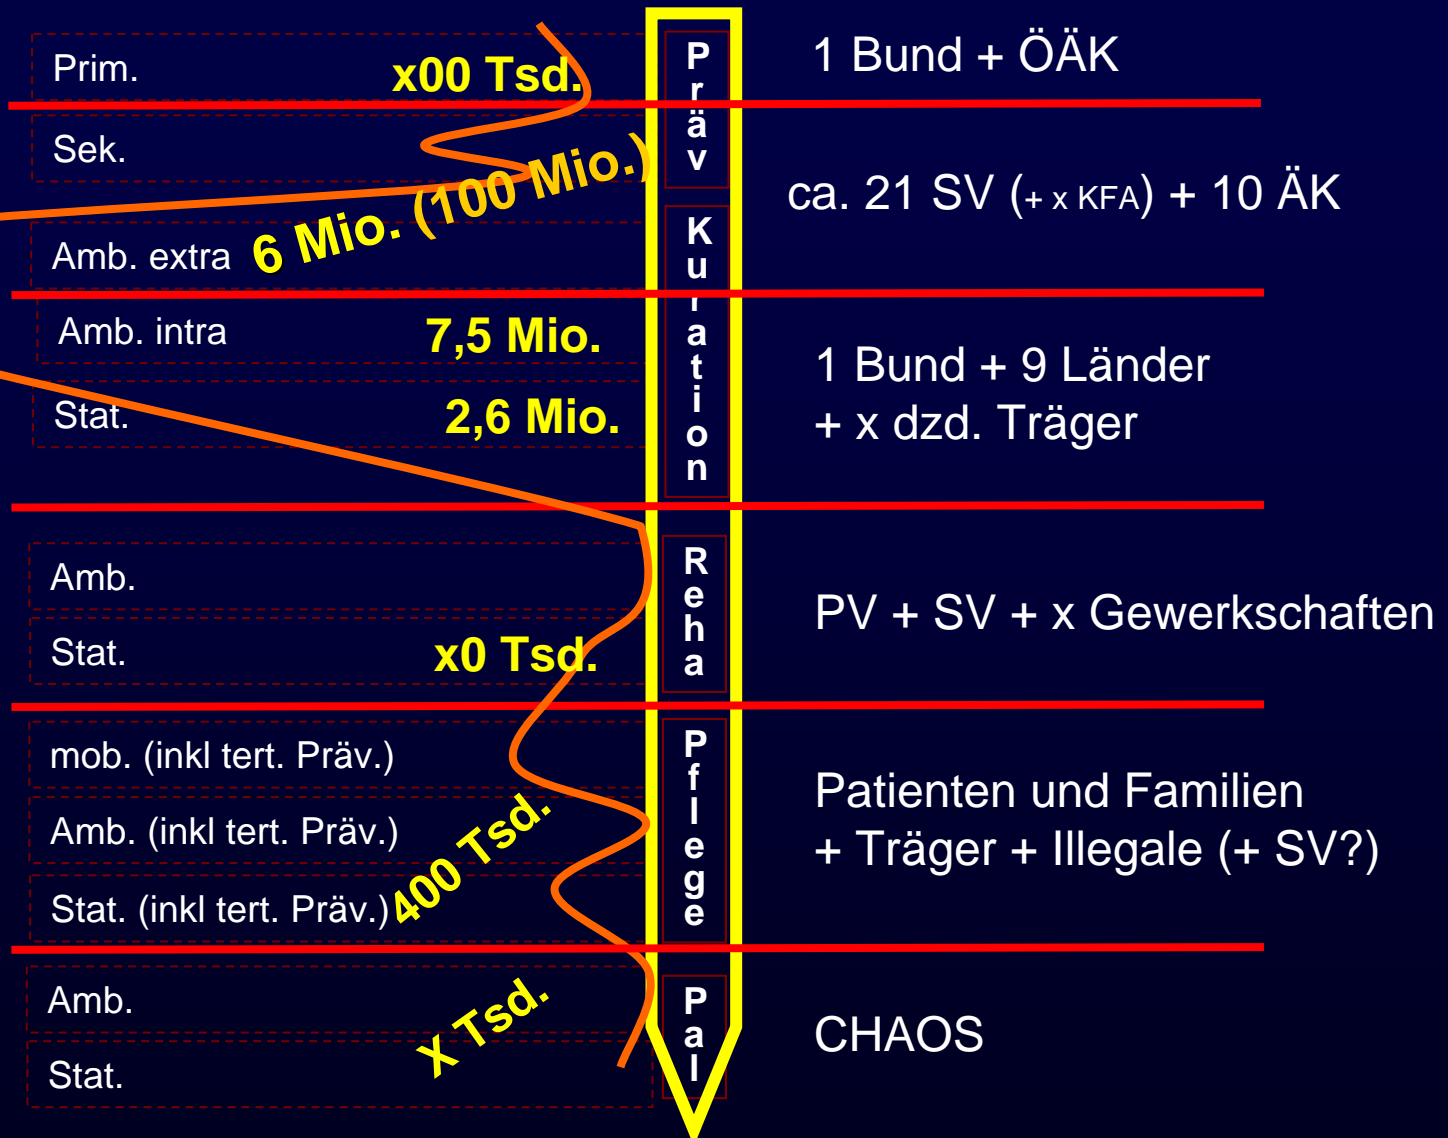 Prim.
x00 Tsd.
1 Bund + ÖÄK
Sek.
Präv
ca. 21 SV (+ x KFA) + 10 ÄK
Amb. extra
6 Mio. (100 Mio.)
Kuration
Amb. intra
7,5 Mio.
1 Bund + 9 Länder
+ x dzd. Träger
Stat.
2,6 Mio.
Amb.
Reha
PV + SV + x Gewerkschaften
Stat.
x0 Tsd.
mob. (inkl tert. Präv.)
Pflege
Patienten und Familien
+ Träger + Illegale (+ SV?)
Amb. (inkl tert. Präv.)
400 Tsd.
Stat. (inkl tert. Präv.)
Amb.
X Tsd.
Pal
CHAOS
Stat.